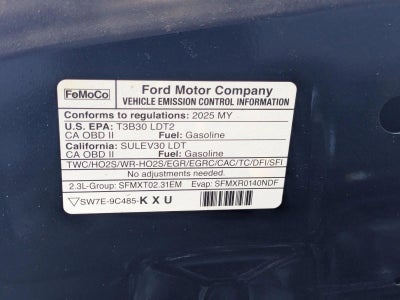 FoMoCo
Ford Motor Company
VEHICLE EMISSION CONTROL INFORMATION
Conforms to regulations: 2025 MY
U.S. EPA: T3B30 LDT2
CA OBD II Fuel: Gasoline
California: SULEV30 LDT
CA OBD II Fuel: Gasoline
TWC/HO2S/WR-HO2S/EGR/EGRC/CAC/TC/DFI/SFI
No adjustments needed.
2.3L-Group: SFMXT02.31EM Evap: SFMXR0140NDF
SW7E-9C485-KXU